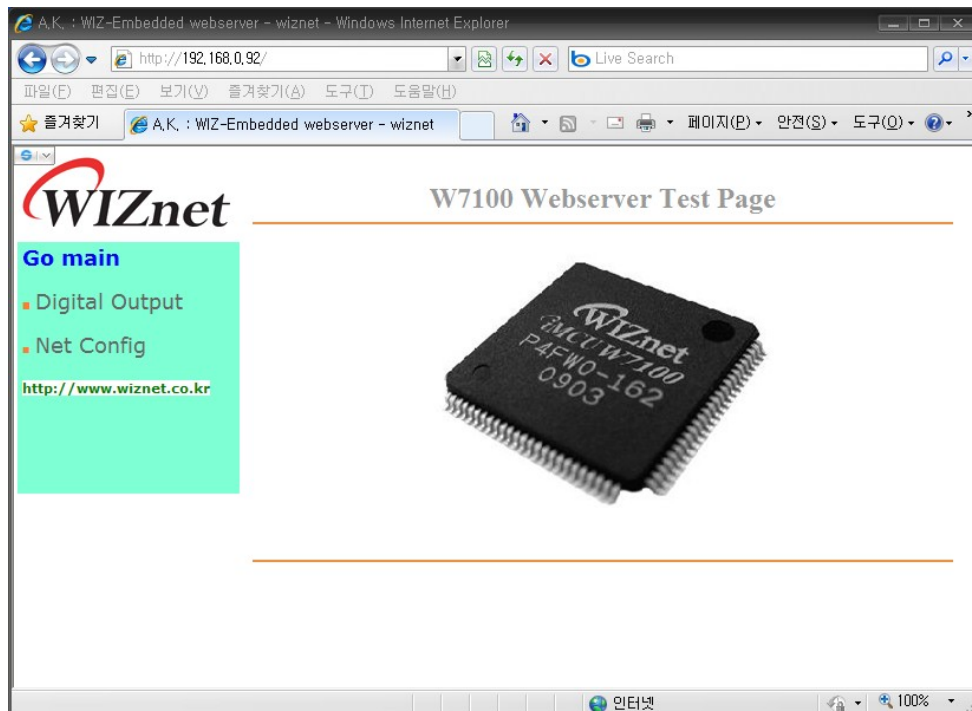 A.K. : WIZ-Embedded webserver - wiznet - Windows Internet Explorer
http://192.168.0.92/
Live Search
파일(F) 편집(E) 보기(V) 즐겨찾기(A) 도구(T) 도움말(H)
즐겨찾기
A.K. : WIZ-Embedded webserver - wiznet
페이지(P) 안전(S) 도구(O)
WIZnet
W7100 Webserver Test Page
Go main
Digital Output
Net Config
http://www.wiznet.co.kr
WIZnet
iMCUW7100
P4FW0-162
0903
인터넷
100%